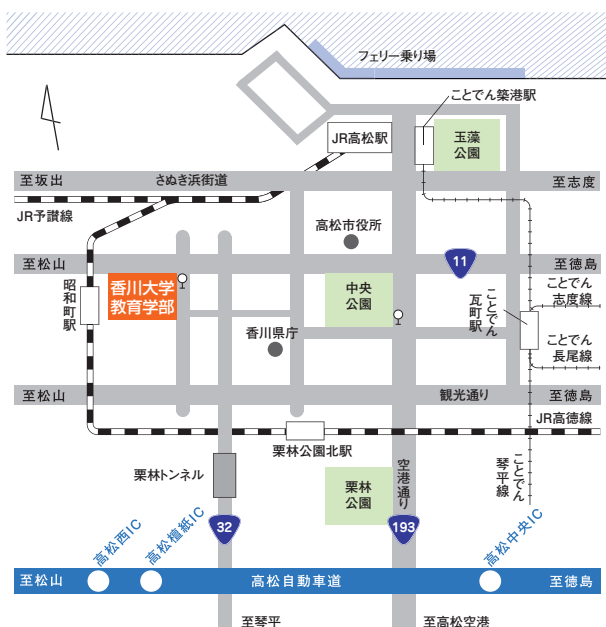 フェリー乗り場
ことでん築港駅
JR高松駅
玉藻
公園
至坂出
さぬき浜街道
至志度
JR予讃線
高松市役所
至松山
11
至徳島
昭和町駅
香川大学
教育学部
中央
公園
ことでん
瓦町駅
ことでん
志度線
香川県庁
ことでん
長尾線
至松山
観光通り
至徳島
JR高徳線
栗林公園北駅
栗林トンネル
栗林
公園
空港通り
ことでん
琴平線
32
193
高松西IC
高松檀紙IC
高松中央IC
至松山
高松自動車道
至徳島
至琴平
至高松空港